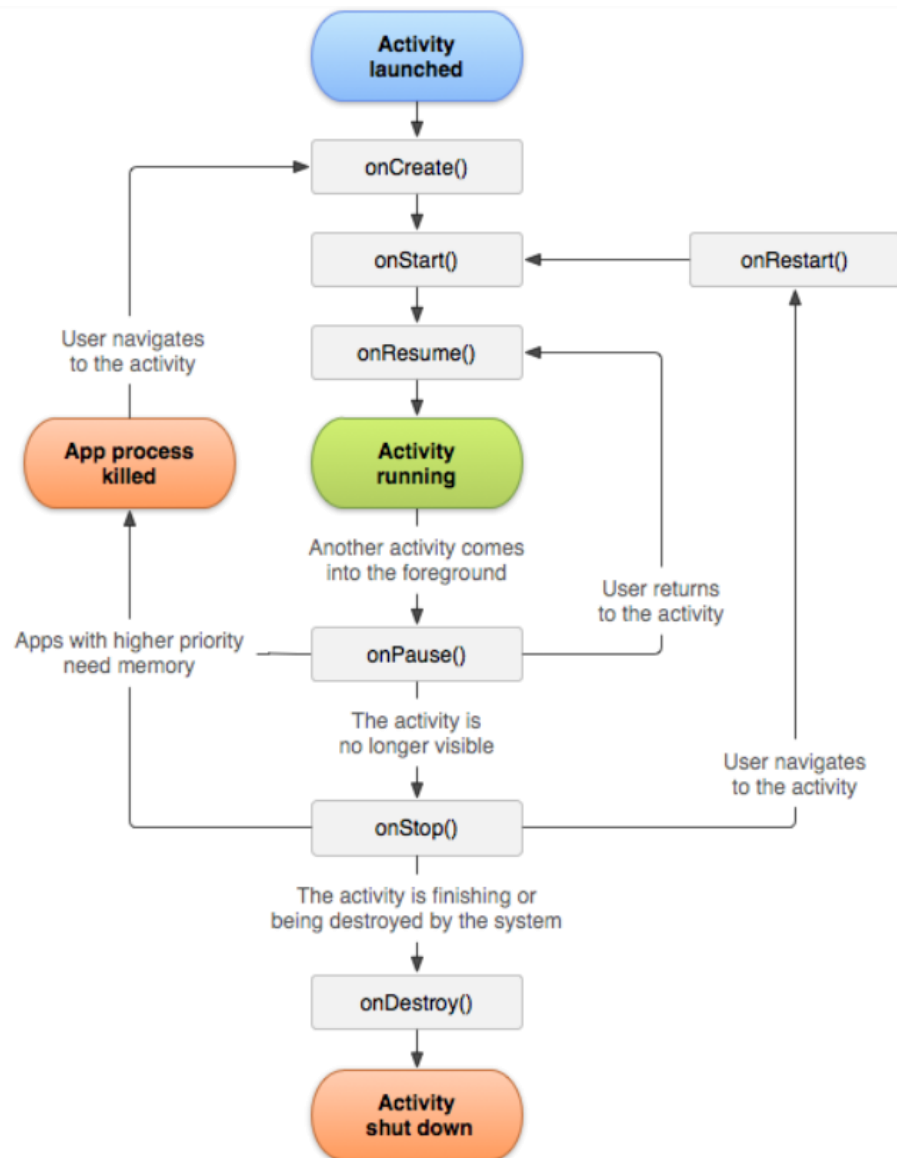 Activity
launched
onCreate()
onStart()
onRestart()
User navigates
to the activity
onResume()
App process
killed
Activity
running
Another activity comes
into the foreground
User returns
to the activity
Apps with higher priority
need memory
onPause()
The activity is
no longer visible
User navigates
to the activity
onStop()
The activity is finishing or
being destroyed by the system
onDestroy()
Activity
shut down